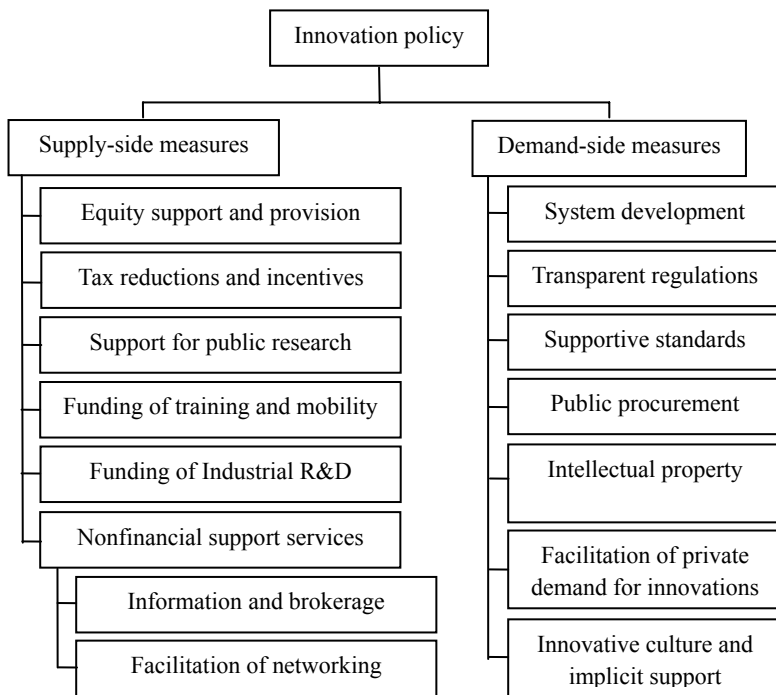 Innovation policy
Supply-side measures
Equity support and provision
Tax reductions and incentives
Support for public research
Funding of training and mobility
Funding of Industrial R&D
Nonfinancial support services
Information and brokerage
Facilitation of networking
Demand-side measures
System development
Transparent regulations
Supportive standards
Public procurement
Intellectual property
Facilitation of private
demand for innovations
Innovative culture and
implicit support